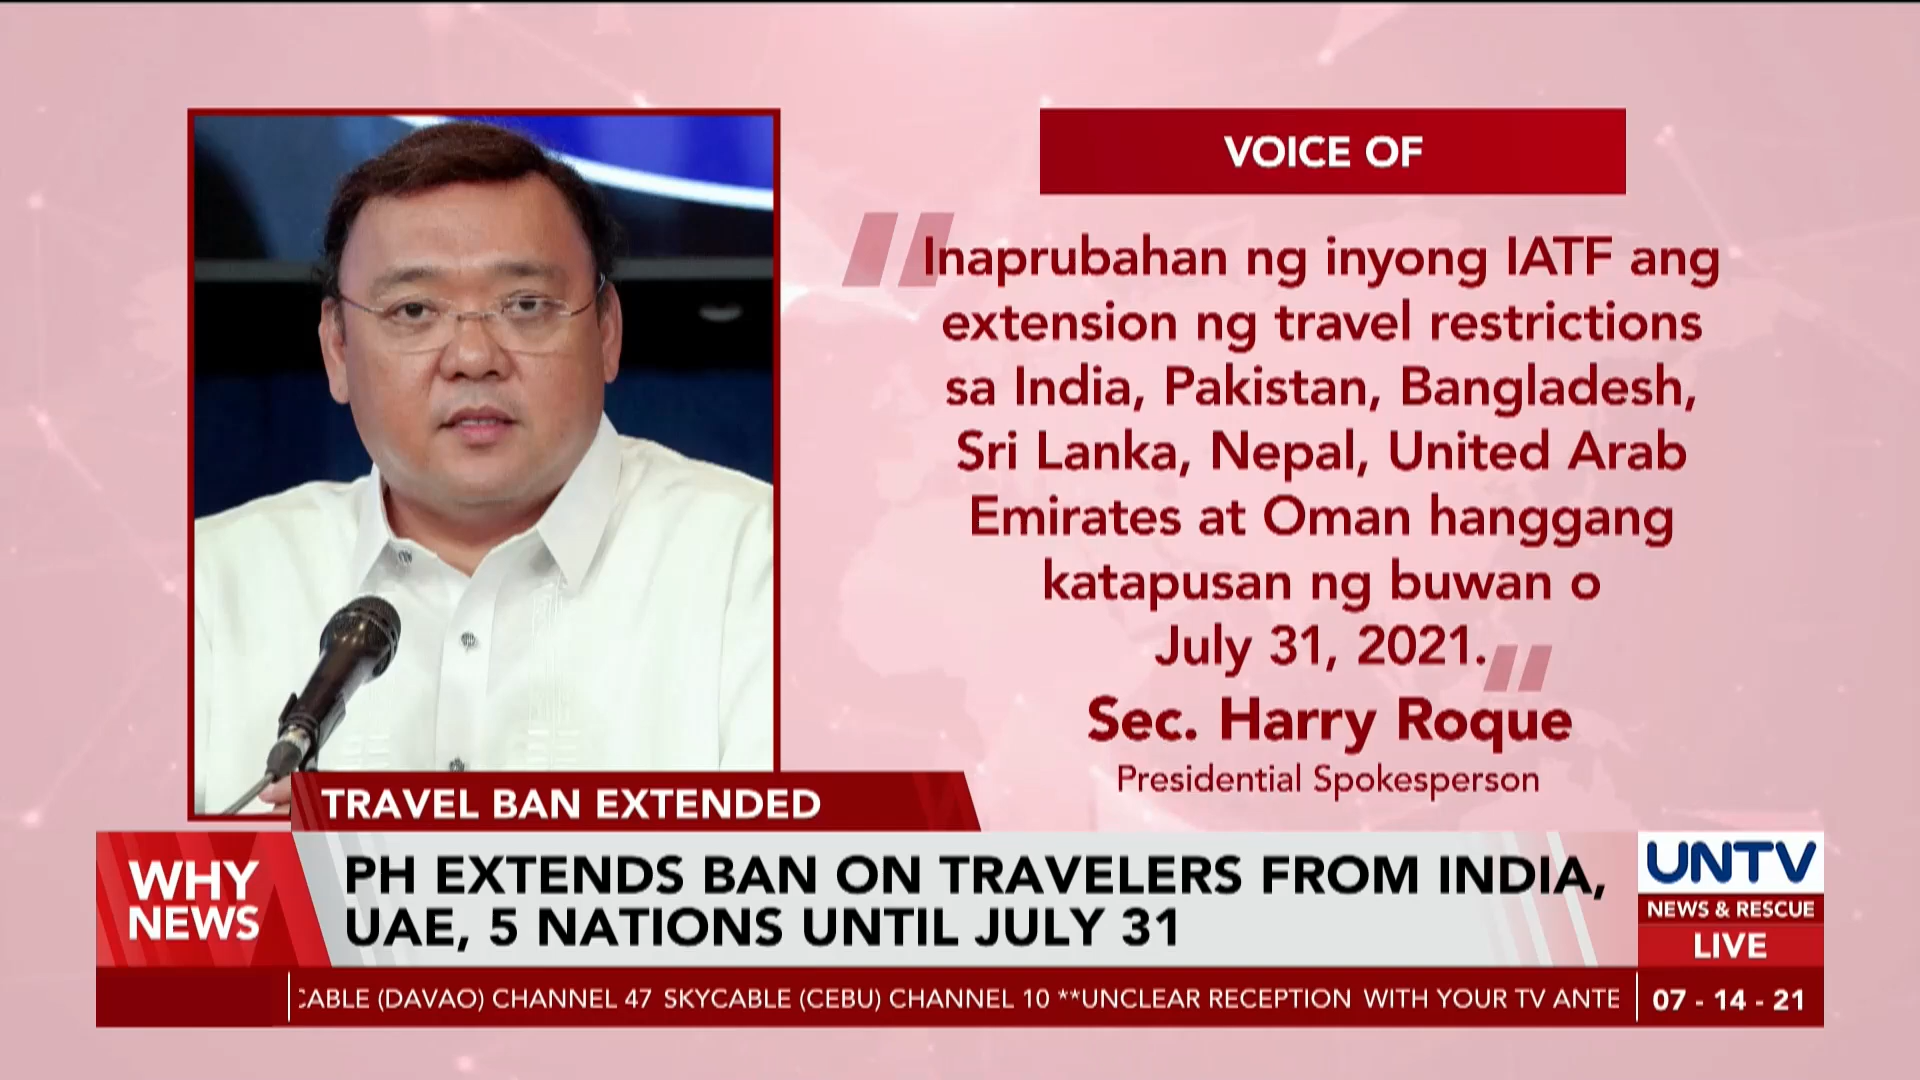 VOICE OF
Inaprubahan ng inyong IATF ang
extension ng travel restrictions
sa India, Pakistan, Bangladesh,
Sri Lanka, Nepal, United Arab
Emirates at Oman hanggang
katapusan ng buwan o
July 31, 2021.
Sec. Harry Roque
Presidential Spokesperson
TRAVEL BAN EXTENDED
WHY
NEWS
PH EXTENDS BAN ON TRAVELERS FROM INDIA,
UAE, 5 NATIONS UNTIL JULY 31
UNTV
NEWS & RESCUE
LIVE
CABLE (DAVAO) CHANNEL 47 SKYCABLE (CEBU) CHANNEL 10 **UNCLEAR RECEPTION WITH YOUR TV ANTE
07 - 14 - 21